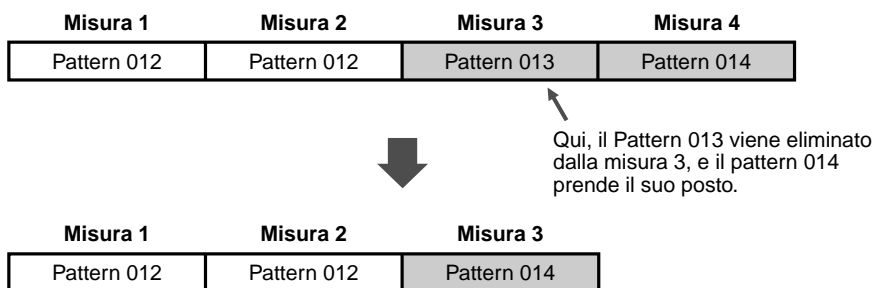 Misura 1 Misura 2 Misura 3 Misura 4
Pattern 012 Pattern 012 Pattern 013 Pattern 014
Qui, il Pattern 013 viene eliminato
dalla misura 3, e il pattern 014
prende il suo posto.
Misura 1 Misura 2 Misura 3
Pattern 012 Pattern 012 Pattern 014